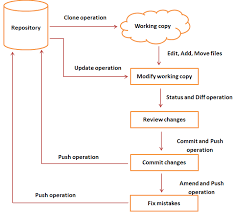 Clone operation
Working copy
Repository
Edit, Add, Move files
Update operation
Modify working copy
Status and Diff operation
Review changes
Commit and Push
operation
Push operation
Commit changes
Amend and Push
operation
Push operation
Fix mistakes